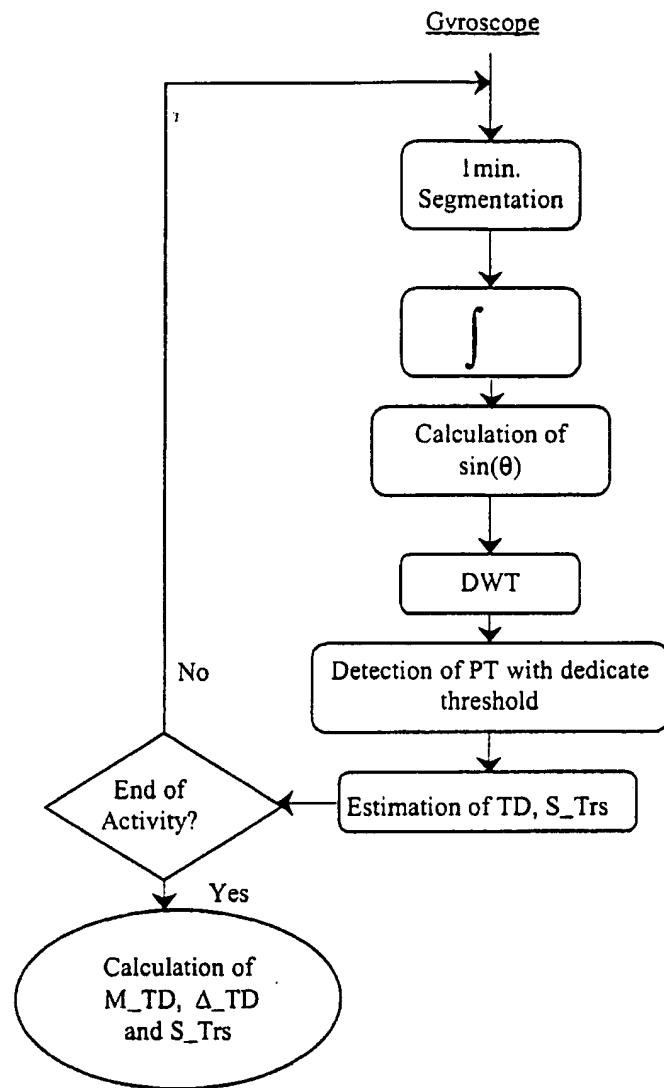 Gyroscope
1min.
Segmentation
∫
Calculation of
sin(θ)
DWT
Detection of PT with dedicate
threshold
No
Estimation of TD, S_Trs
End of
Activity?
Yes
Calculation of
M_TD, Δ_TD
and S_Trs